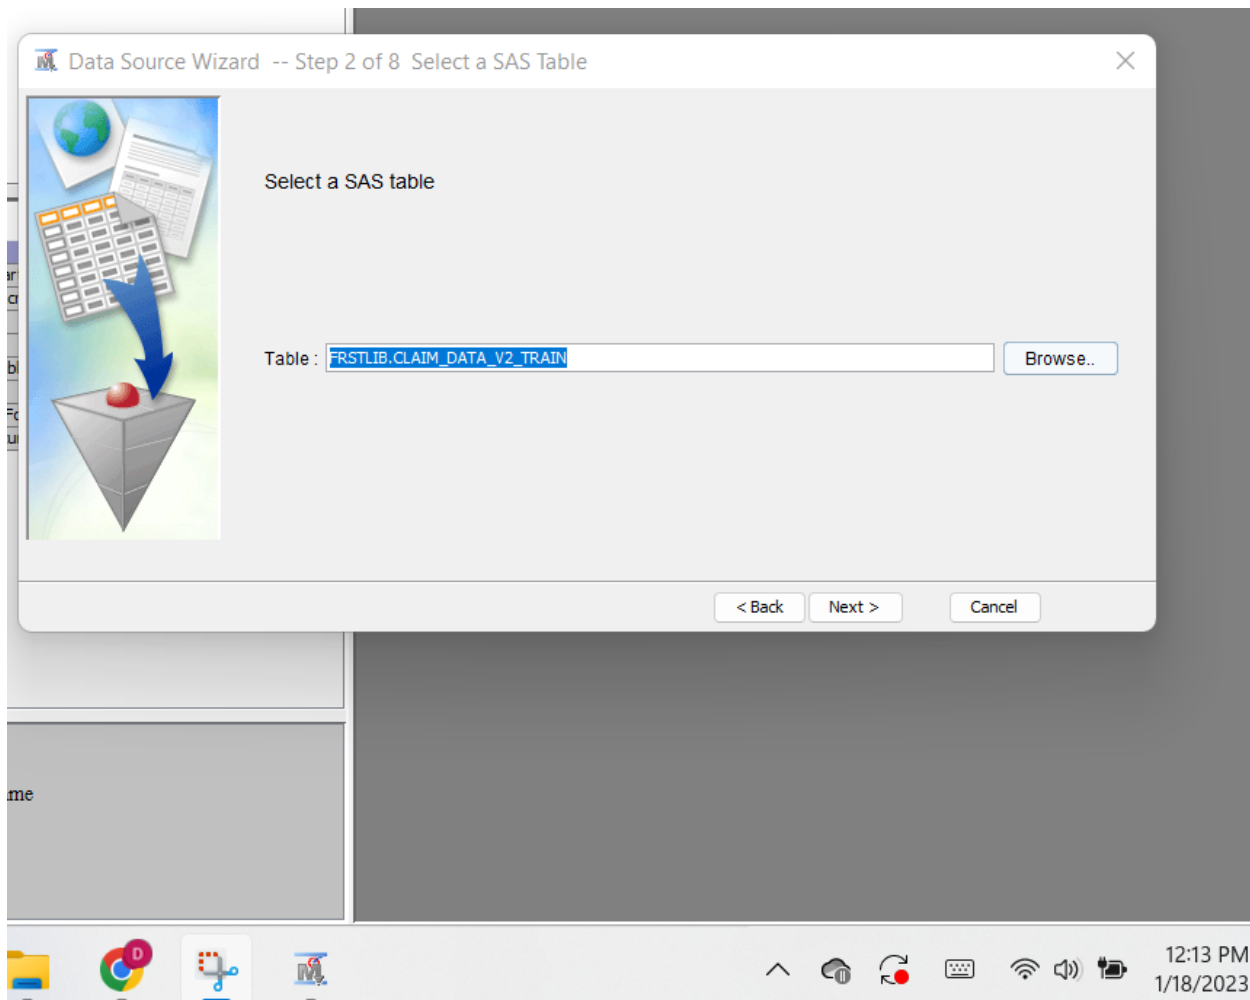 Data Source Wizard -- Step 2 of 8 Select a SAS Table
Select a SAS table
Table : FRSTLIB.CLAIM_DATA_V2_TRAIN Browse..
< Back Next > Cancel
D
12:13 PM
1/18/2023